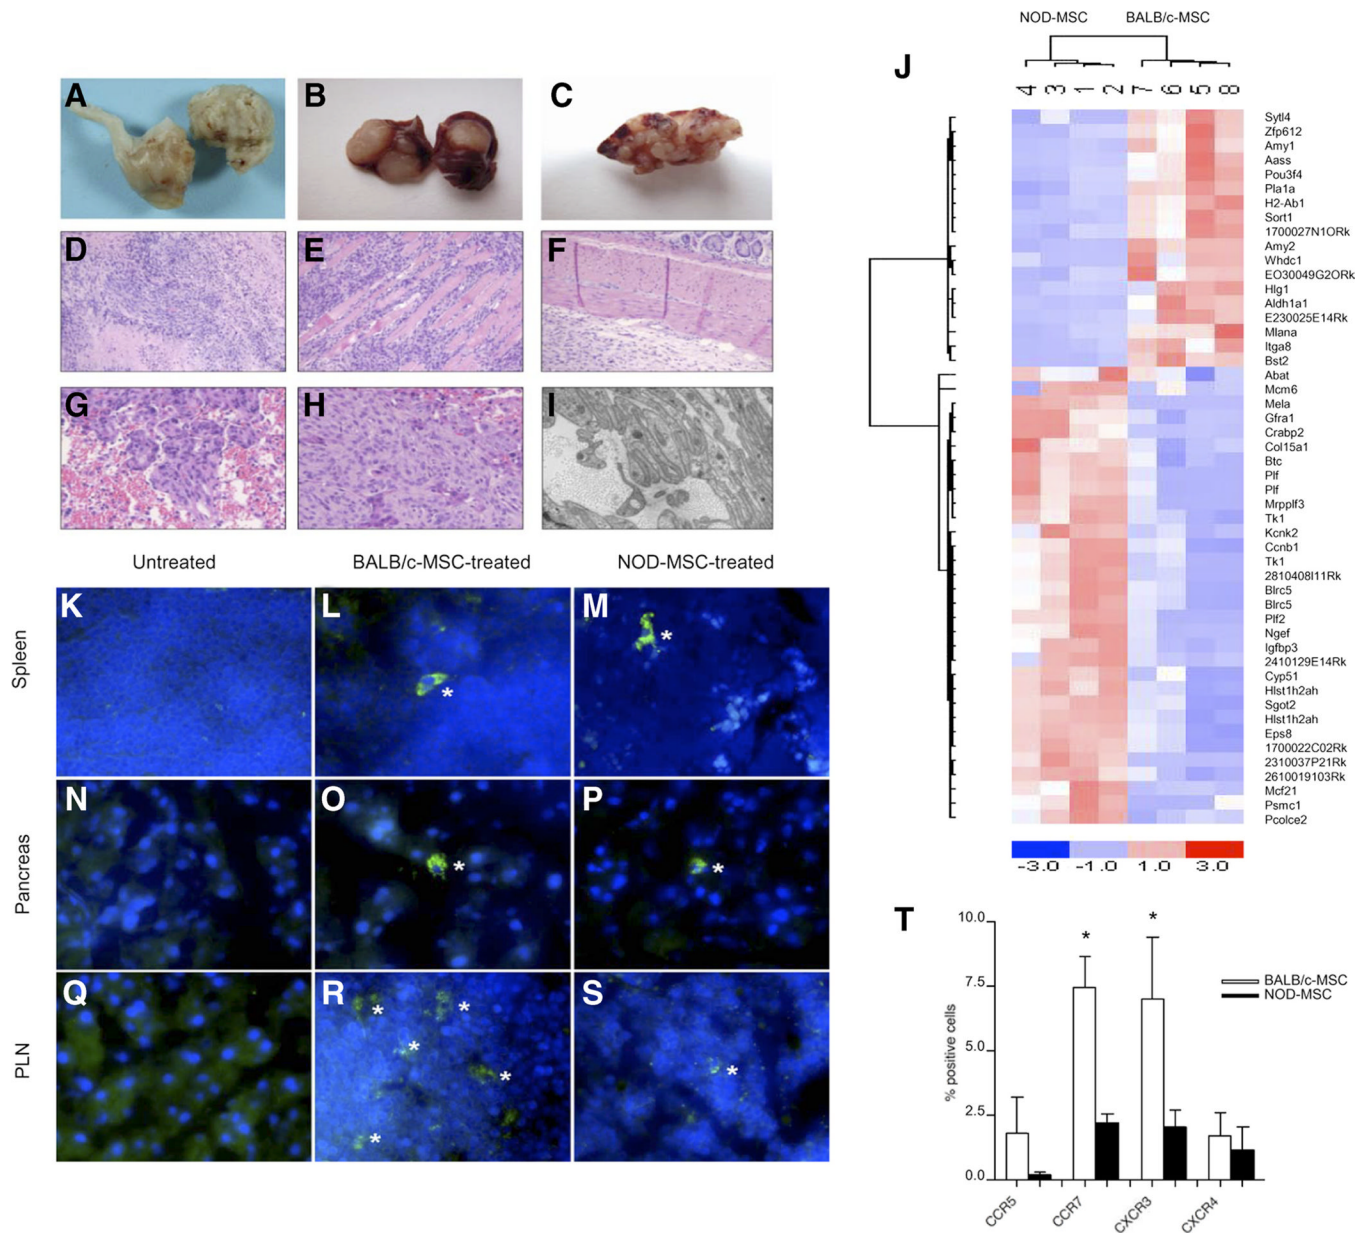 A
B
C
D
E
F
G
H
I
Untreated
BALB/c-MSC-treated
NOD-MSC-treated
Spleen
K
L
*
M
*
Pancreas
N
O
*
P
*
PLN
Q
R
*
*
*
*
*
S
*
J
NOD-MSC
BALB/c-MSC
4 3 1 2 7 6 5 8
Sytl4
Zfp612
Amy1
Aass
Pou3f4
Pla1a
H2-Ab1
Sort1
1700027N1ORk
Amy2
Whdc1
EO30049G2ORk
Hlg1
Aldh1a1
E230025E14Rk
Mlana
Itga8
Bst2
Abat
Mcm6
Mela
Gfra1
Crabp2
Col15a1
Btc
Plf
Plf
Mrpplf3
Tk1
Kcnk2
Ccnb1
Tk1
2810408I11Rk
Blrc5
Blrc5
Plf2
Ngef
Igfbp3
2410129E14Rk
Cyp51
Hlst1h2ah
Sgot2
Hlst1h2ah
Eps8
1700022C02Rk
2310037P21Rk
2610019103Rk
Mcf21
Psmc1
Pcolce2
-3.0 -1.0 1.0 3.0
T
% positive cells
10.0
7.5
5.0
2.5
0.0
*
*
BALB/c-MSC
NOD-MSC
CCR5
CCR7
CXCR3
CXCR4